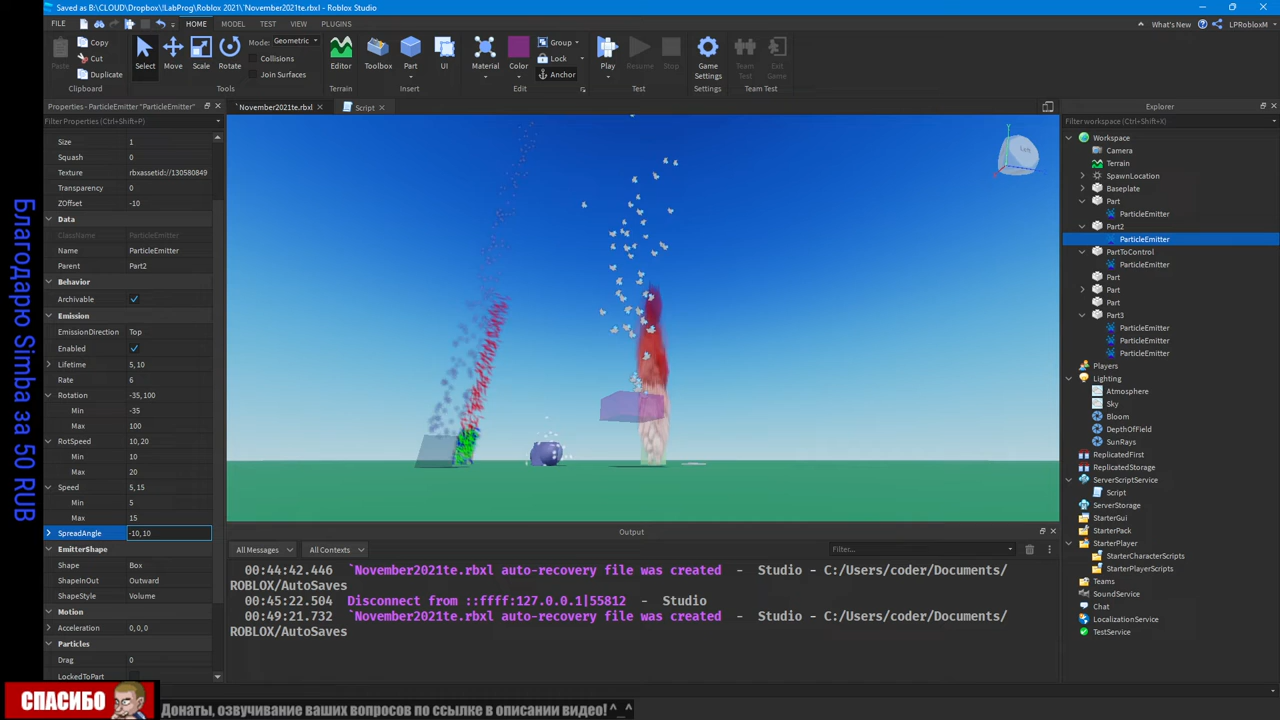 Saved as B:\CLOUD\Dropbox\!LabProg\Roblox 2021\`November2021te.rbxl - Roblox Studio
FILE HOME MODEL TEST VIEW PLUGINS What's New LPRobloxM
Paste Copy Cut Duplicate Clipboard
Select Move Scale Rotate Mode: Geometric Collisions Join Surfaces Tools
Editor Terrain
Toolbox Part UI Insert
Material Color Group Lock Anchor Edit
Play Resume Stop Test
Game Settings Settings
Team Test Exit Game Team Test
Properties - ParticleEmitter "ParticleEmitter"
Filter Properties (Ctrl+Shift+P)
Size 1
Squash 0
Texture rbxassetid://130580849
Transparency 0
ZOffset -10
Data
ClassName ParticleEmitter
Name ParticleEmitter
Parent Part2
Behavior
Archivable
Emission
EmissionDirection Top
Enabled
Lifetime 5, 10
Rate 6
Rotation -35, 100
Min -35
Max 100
RotSpeed 10, 20
Min 10
Max 20
Speed 5, 15
Min 5
Max 15
SpreadAngle -10, 10
EmitterShape
Shape Box
ShapeInOut Outward
ShapeStyle Volume
Motion
Acceleration 0, 0, 0
Particles
Drag 0
LockedToPart
`November2021te.rbxl Script
Left
Output
All Messages All Contexts Filter...
00:44:42.446 `November2021te.rbxl auto-recovery file was created - Studio - C:/Users/coder/Documents/
ROBLOX/AutoSaves
00:45:22.504 Disconnect from ::ffff:127.0.0.1|55812 - Studio
00:49:21.732 `November2021te.rbxl auto-recovery file was created - Studio - C:/Users/coder/Documents/
ROBLOX/AutoSaves
Explorer
Filter workspace (Ctrl+Shift+X)
Workspace
Camera
Terrain
SpawnLocation
Baseplate
Part
ParticleEmitter
Part2
ParticleEmitter
PartToControl
ParticleEmitter
Part
Part
Part
Part3
ParticleEmitter
ParticleEmitter
ParticleEmitter
Players
Lighting
Atmosphere
Sky
Bloom
DepthOfField
SunRays
ReplicatedFirst
ReplicatedStorage
ServerScriptService
Script
ServerStorage
StarterGui
StarterPack
StarterPlayer
StarterCharacterScripts
StarterPlayerScripts
Teams
SoundService
Chat
LocalizationService
TestService
Благодарю Simba за 50 RUB
СПАСИБО
Донаты, озвучивание ваших вопросов по ссылке в описании видео! ^_^